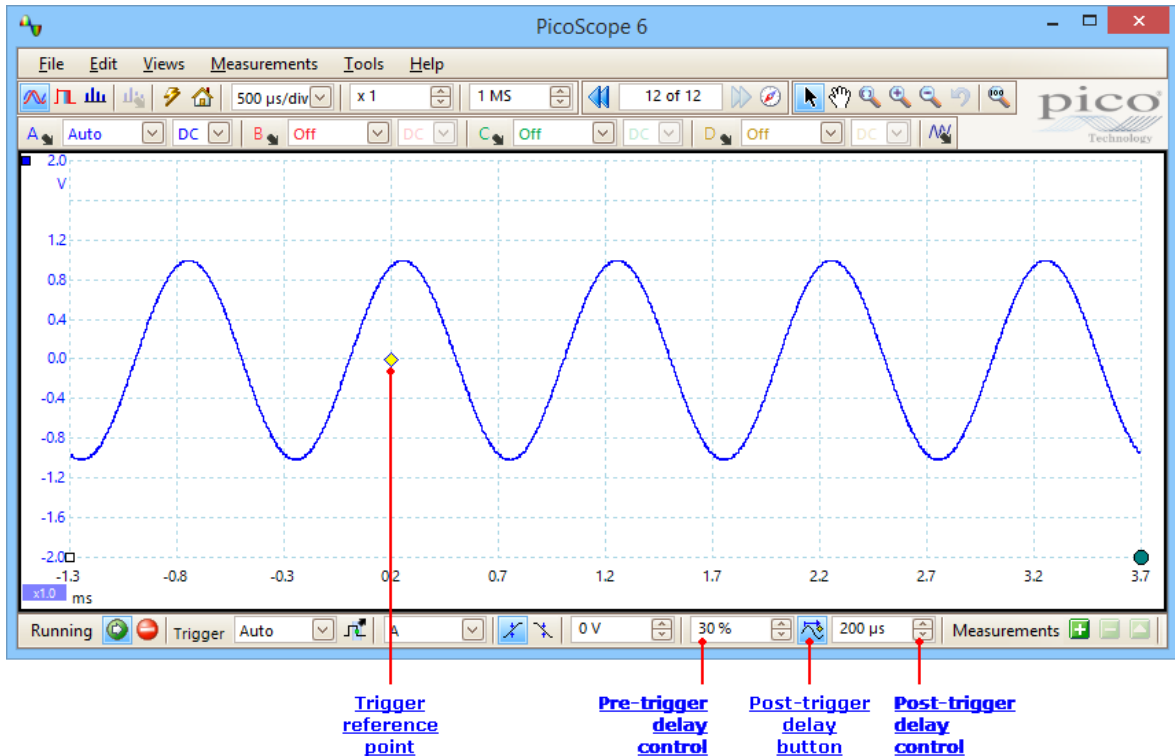 PicoScope 6
File Edit Views Measurements Tools Help
500 µs/div x 1 1 MS 12 of 12 100 pico
Technology
A Auto DC B Off DC C Off DC D Off DC
2.0
V
1.2
0.8
0.4
0.0
-0.4
-0.8
-1.2
-1.6
-2.0
-1.3 -0.8 -0.3 0.2 0.7 1.2 1.7 2.2 2.7 3.2 3.7
x1.0 ms
Running Trigger Auto A 0 V 30 % 200 µs Measurements
Trigger
reference
point
Pre-trigger
delay
control
Post-trigger
delay
button
Post-trigger
delay
control